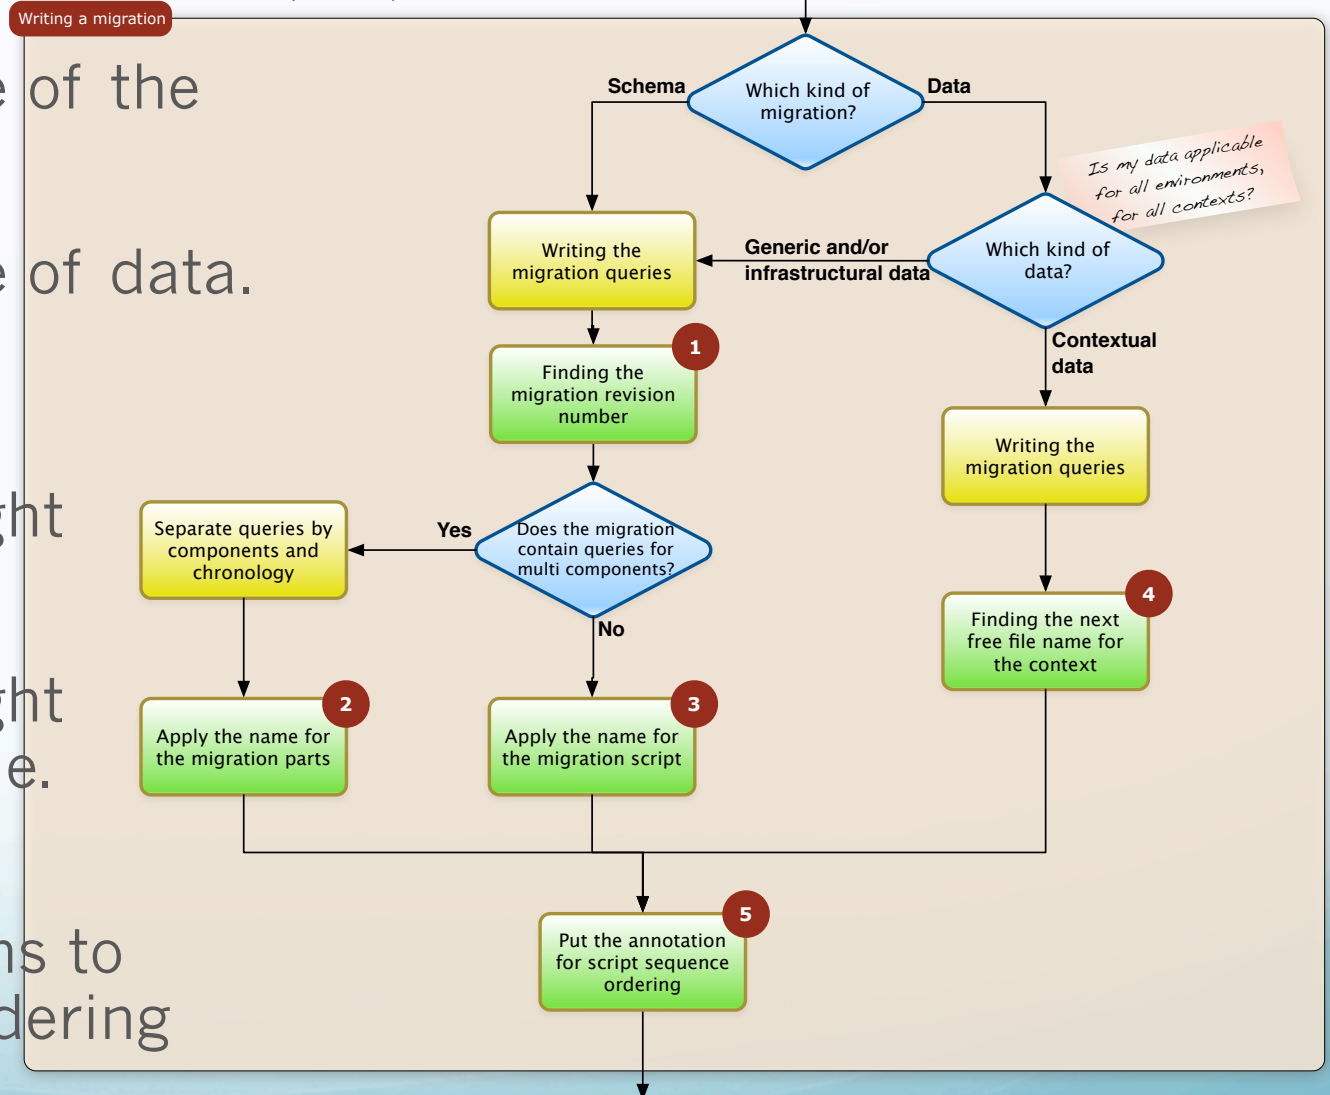 Writing a migration
of the
of data.
ght
ght
e.
ns to
dering
Which kind of
migration?
Schema
Data
Is my data applicable
for all environments,
for all contexts?
Which kind of
data?
Generic and/or
infrastructural data
Writing the
migration queries
Contextual
data
1
Finding the
migration revision
number
Writing the
migration queries
Does the migration
contain queries for
multi components?
Yes
No
Separate queries by
components and
chronology
4
Finding the next
free file name for
the context
2
Apply the name for
the migration parts
3
Apply the name for
the migration script
5
Put the annotation
for script sequence
ordering